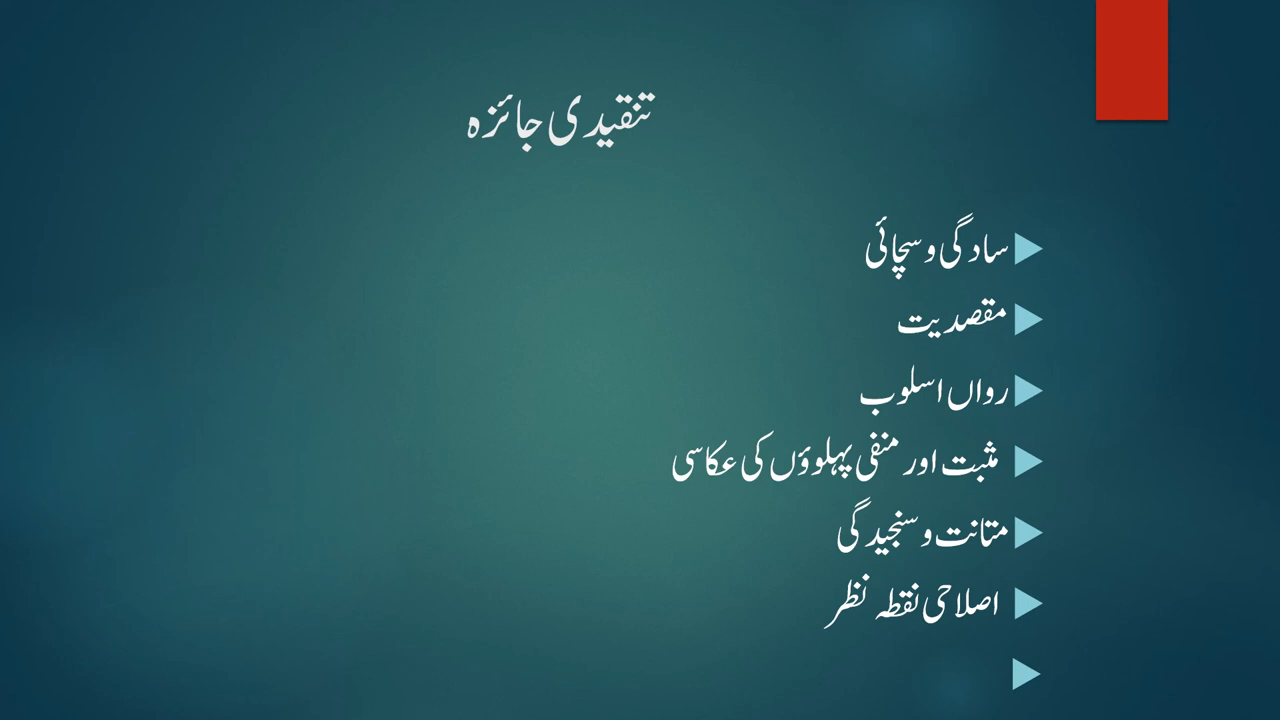 تنقیدی جائزہ
سادگی و سچائی
مقصدیت
رواں اسلوب
مثبت اور منفی پہلوؤں کی عکاسی
متانت و سنجیدگی
اصلاحی نقطہ نظر